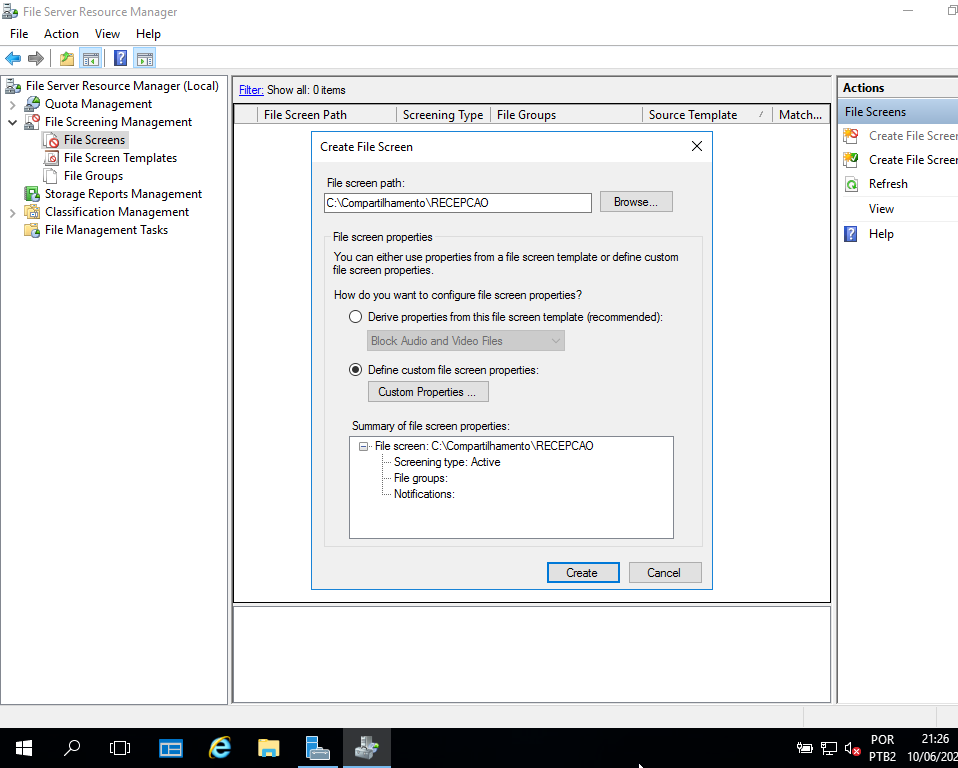 File Server Resource Manager
File Action View Help
File Server Resource Manager (Local)
Quota Management
File Screening Management
File Screens
File Screen Templates
File Groups
Storage Reports Management
Classification Management
File Management Tasks
Filter: Show all: 0 items
File Screen Path Screening Type File Groups Source Template Match...
Create File Screen
File screen path:
C:\Compartilhamento\RECEPCAO
Browse...
File screen properties
You can either use properties from a file screen template or define custom
file screen properties.
How do you want to configure file screen properties?
Derive properties from this file screen template (recommended):
Block Audio and Video Files
Define custom file screen properties:
Custom Properties ...
Summary of file screen properties:
File screen: C:\Compartilhamento\RECEPCAO
Screening type: Active
File groups:
Notifications:
Create Cancel
Actions
File Screens
Create File Screen
Create File Screen
Refresh
View
Help
POR
PTB2
21:26
10/06/202